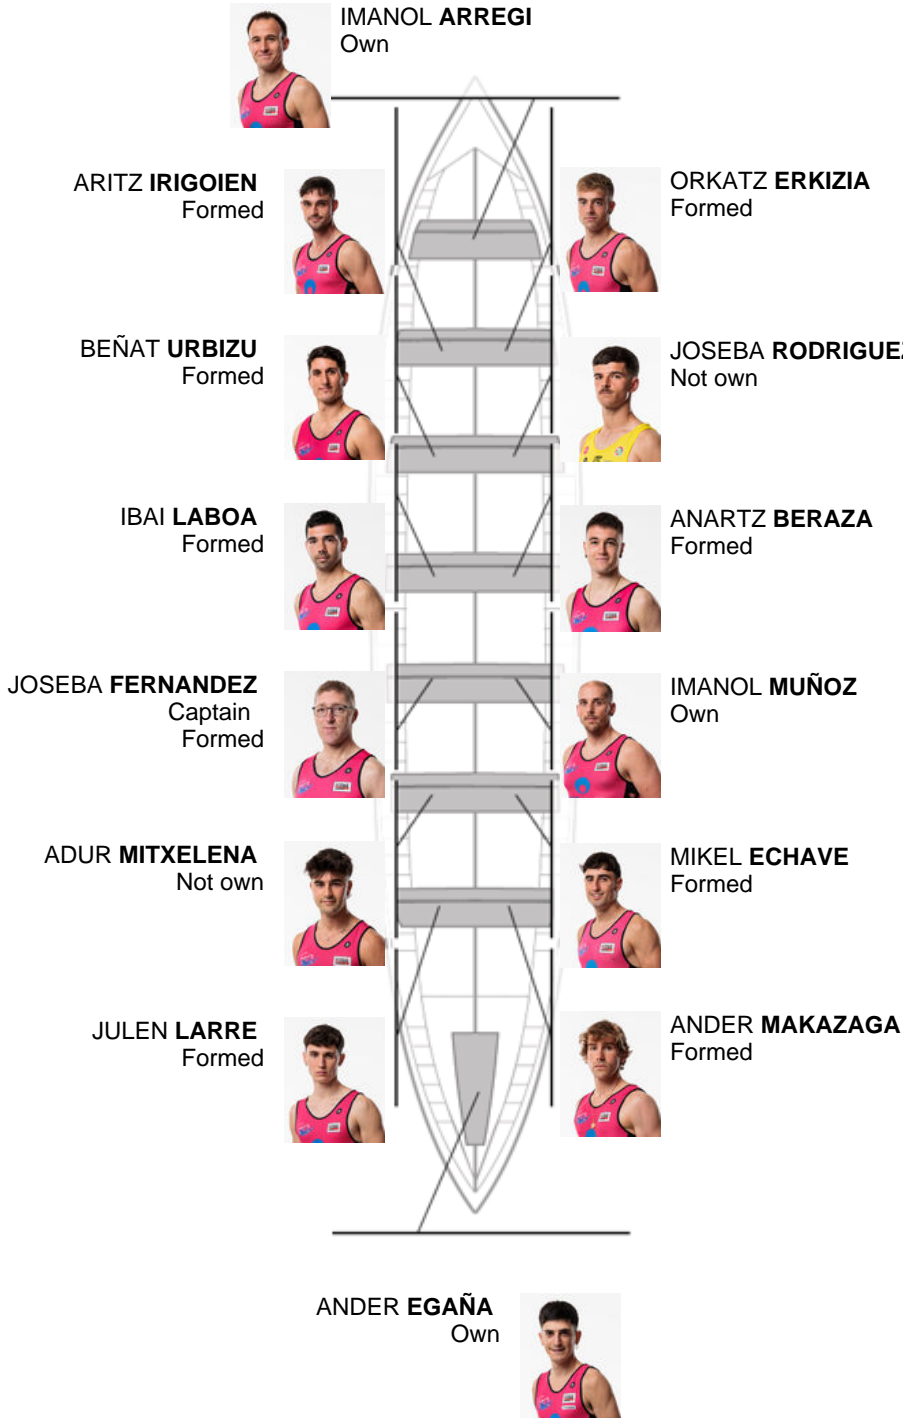 IMANOL ARREGI
Own
ARITZ IRIGOIEN
Formed
ORKATZ ERKIZIA
Formed
BEÑAT URBIZU
Formed
JOSEBA RODRIGUEZ
Not own
IBAI LABOA
Formed
ANARTZ BERAZA
Formed
JOSEBA FERNANDEZ
Captain
Formed
IMANOL MUÑOZ
Own
ADUR MITXELENA
Not own
MIKEL ECHAVE
Formed
JULEN LARRE
Formed
ANDER MAKAZAGA
Formed
ANDER EGAÑA
Own